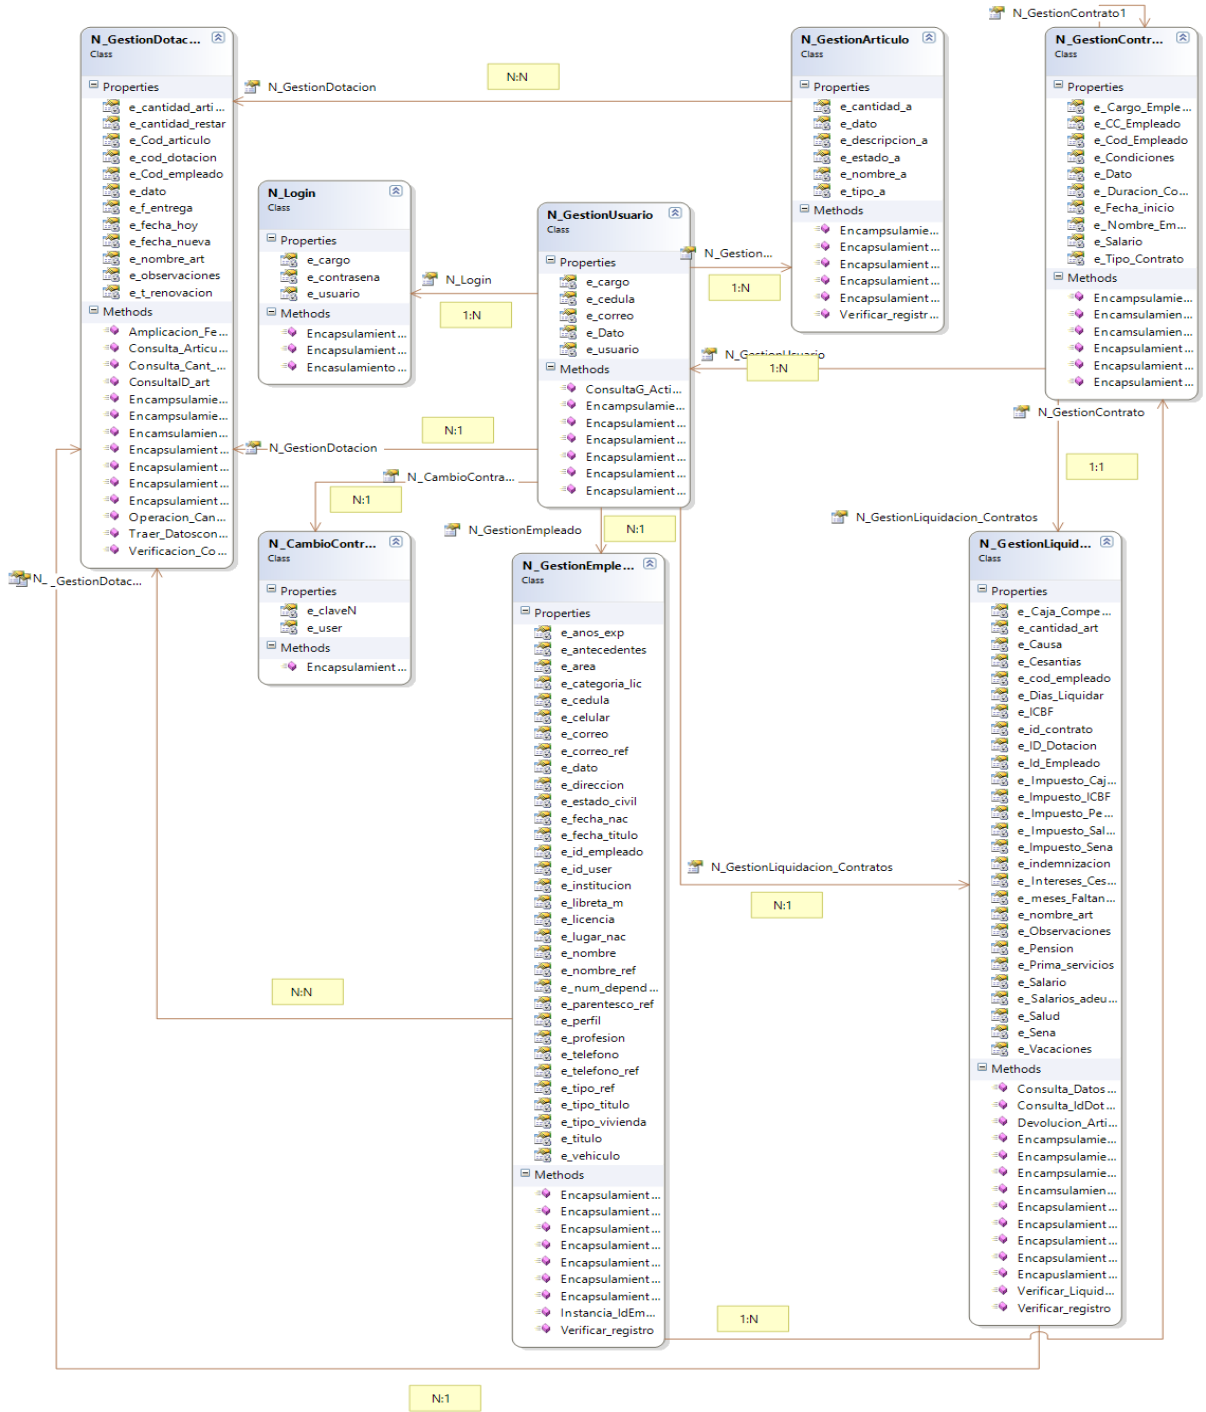 N_GestionContrato1
N_GestionDotac...
Class
Properties
e_cantidad_arti...
e_cantidad_restar
e_Cod_articulo
e_cod_dotacion
e_Cod_empleado
e_dato
e_f_entrega
e_fecha_hoy
e_fecha_nueva
e_nombre_art
e_observaciones
e_t_renovacion
Methods
Amplicacion_Fe...
Consulta_Articu...
Consulta_Cant_...
ConsultaID_art
Encampsulamie...
Encampsulamie...
Encamsulamien...
Encapsulamient...
Encapsulamient...
Encapsulamient...
Encapsulamient...
Operacion_Can...
Traer_Datoscon...
Verificacion_Co...
N_GestionDotacion
N:N
N_GestionArticulo
Class
Properties
e_cantidad_a
e_dato
e_descripcion_a
e_estado_a
e_nombre_a
e_tipo_a
Methods
Encampsulamie...
Encapsulamient...
Encapsulamient...
Encapsulamient...
Encapsulamient...
Verificar_registr...
N_GestionContr...
Class
Properties
e_Cargo_Emple...
e_CC_Empleado
e_Cod_Empleado
e_Condiciones
e_Dato
e_Duracion_Co...
e_Fecha_inicio
e_Nombre_Em...
e_Salario
e_Tipo_Contrato
Methods
Encampsulamie...
Encamsulamien...
Encamsulamien...
Encapsulamient...
Encapsulamient...
Encapsulamient...
N_Login
Class
Properties
e_cargo
e_contrasena
e_usuario
Methods
Encapsulamient...
Encapsulamient...
Encasulamiento...
N_Login
1:N
N_GestionUsuario
Class
Properties
e_cargo
e_cedula
e_correo
e_Dato
e_usuario
Methods
ConsultaG_Acti...
Encampsulamie...
Encapsulamient...
Encapsulamient...
Encapsulamient...
Encapsulamient...
Encapsulamient...
N_Gestion...
1:N
N_GestionUsuario
1:N
N_GestionContrato
1:1
N:1
N_GestionDotacion
N_CambioContra...
N:1
N_GestionEmpleado
N:1
N_GestionLiquidacion_Contratos
N_CambioContr...
Class
Properties
e_claveN
e_user
Methods
Encapsulamient...
N_
_GestionDotac...
N_GestionEmple...
Class
Properties
e_anos_exp
e_antecedentes
e_area
e_categoria_lic
e_cedula
e_celular
e_correo
e_correo_ref
e_dato
e_direccion
e_estado_civil
e_fecha_nac
e_fecha_titulo
e_id_empleado
e_id_user
e_institucion
e_libreta_m
e_licencia
e_lugar_nac
e_nombre
e_nombre_ref
e_num_depend...
e_parentesco_ref
e_perfil
e_profesion
e_telefono
e_telefono_ref
e_tipo_ref
e_tipo_titulo
e_tipo_vivienda
e_titulo
e_vehiculo
Methods
Encapsulamient...
Encapsulamient...
Encapsulamient...
Encapsulamient...
Encapsulamient...
Encapsulamient...
Encapsulamient...
Instancia_IdEm...
Verificar_registro
N_GestionLiquid...
Class
Properties
e_Caja_Compe...
e_cantidad_art
e_Causa
e_Cesantias
e_cod_empleado
e_Dias_Liquidar
e_ICBF
e_id_contrato
e_ID_Dotacion
e_Id_Empleado
e_Impuesto_Caj...
e_Impuesto_ICBF
e_Impuesto_Pe...
e_Impuesto_Sal...
e_Impuesto_Sena
e_indemnizacion
e_Intereses_Ces...
e_meses_Faltan...
e_nombre_art
e_Observaciones
e_Pension
e_Prima_servicios
e_Salario
e_Salarios_adeu...
e_Salud
e_Sena
e_Vacaciones
Methods
Consulta_Datos...
Consulta_IdDot...
Devolucion_Arti...
Encampsulamie...
Encampsulamie...
Encampsulamie...
Encamsulamien...
Encapsulamient...
Encapsulamient...
Encapsulamient...
Encapsulamient...
Encapuslamient...
Verificar_Liquid...
Verificar_registro
N_GestionLiquidacion_Contratos
N:1
N:N
1:N
N:1